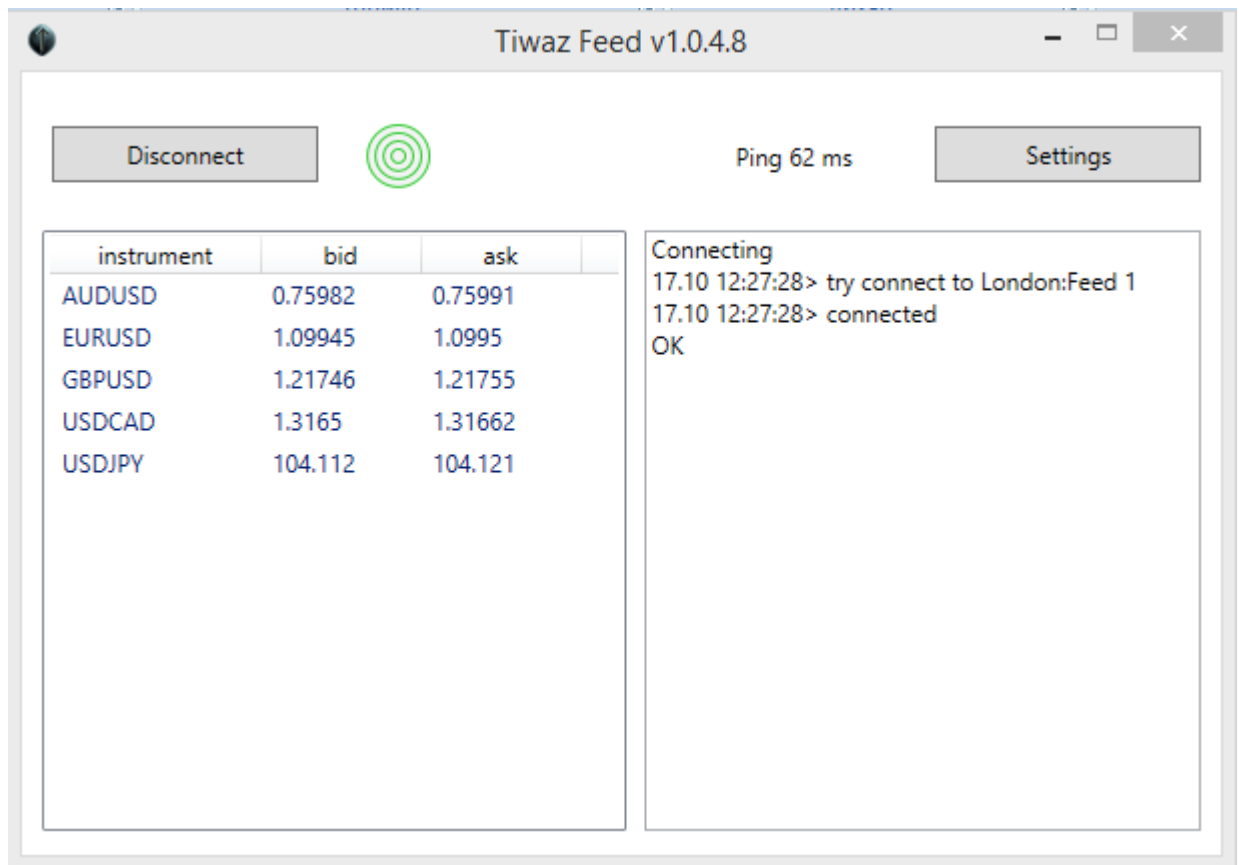 Tiwaz Feed v1.0.4.8
Disconnect
Ping 62 ms
Settings
instrument bid ask
AUDUSD 0.75982 0.75991
EURUSD 1.09945 1.0995
GBPUSD 1.21746 1.21755
USDCAD 1.3165 1.31662
USDJPY 104.112 104.121
Connecting
17.10 12:27:28> try connect to London:Feed 1
17.10 12:27:28> connected
OK